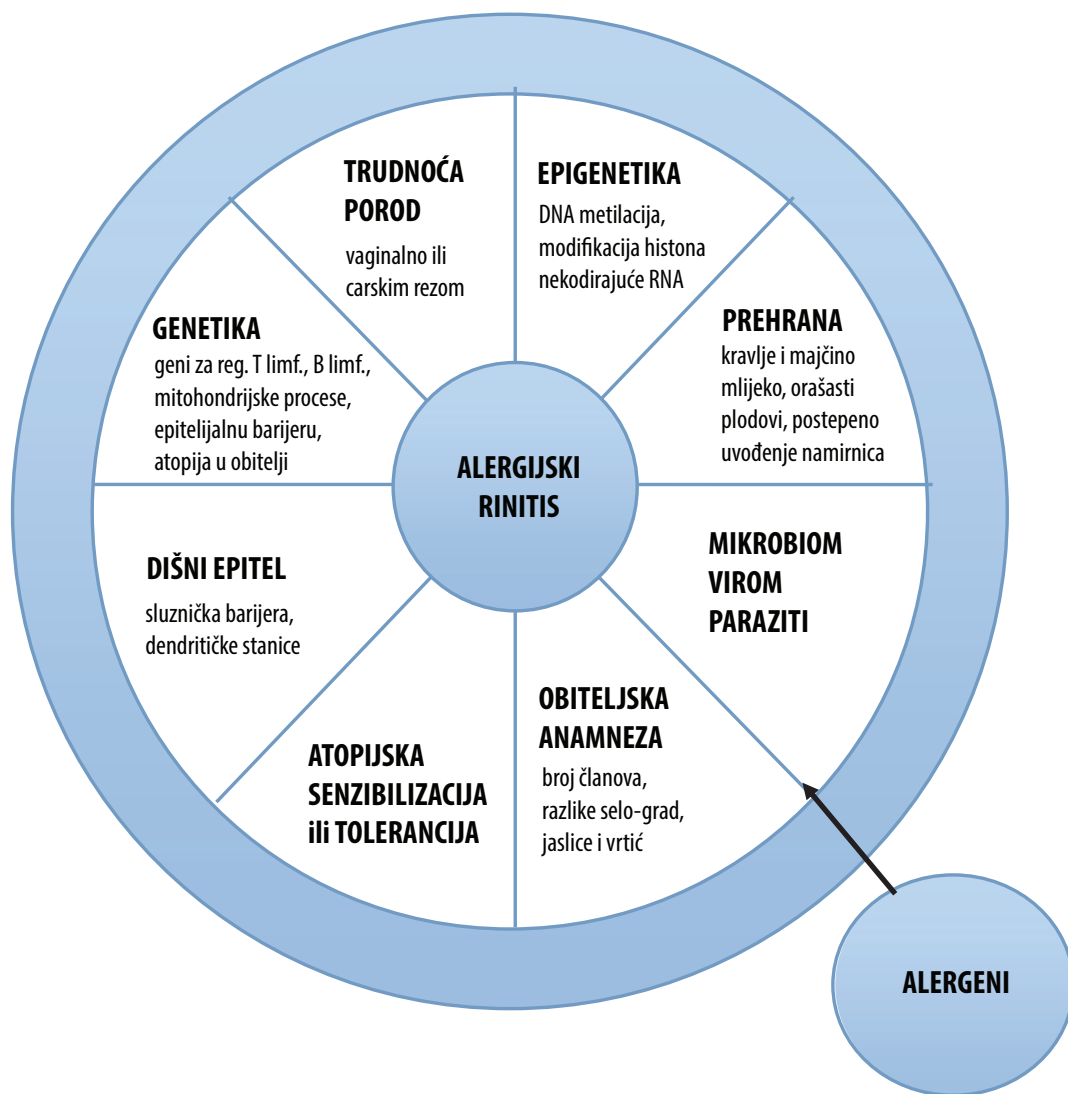 TRUDNOĆA
POROD
vaginalno ili
carskim rezom
EPIGENETIKA
DNA metilacija,
modifikacija histona
nekodirajuće RNA
GENETIKA
geni za reg. T limf., B limf.,
mitohondrijske procese,
epitelijalnu barijeru,
atopija u obitelji
PREHRANA
kravlje i majčino
mlijeko, orašasti
plodovi, postepeno
uvođenje namirnica
ALERGIJSKI
RINITIS
DIŠNI EPITEL
sluznička barijera,
dendritičke stanice
MIKROBIOM
VIROM
PARAZITI
ATOPIJSKA
SENZIBILIZACIJA
ili TOLERANCIJA
OBITELJSKA
ANAMNEZA
broj članova,
razlike selo-grad,
jaslice i vrtić
ALERGENI